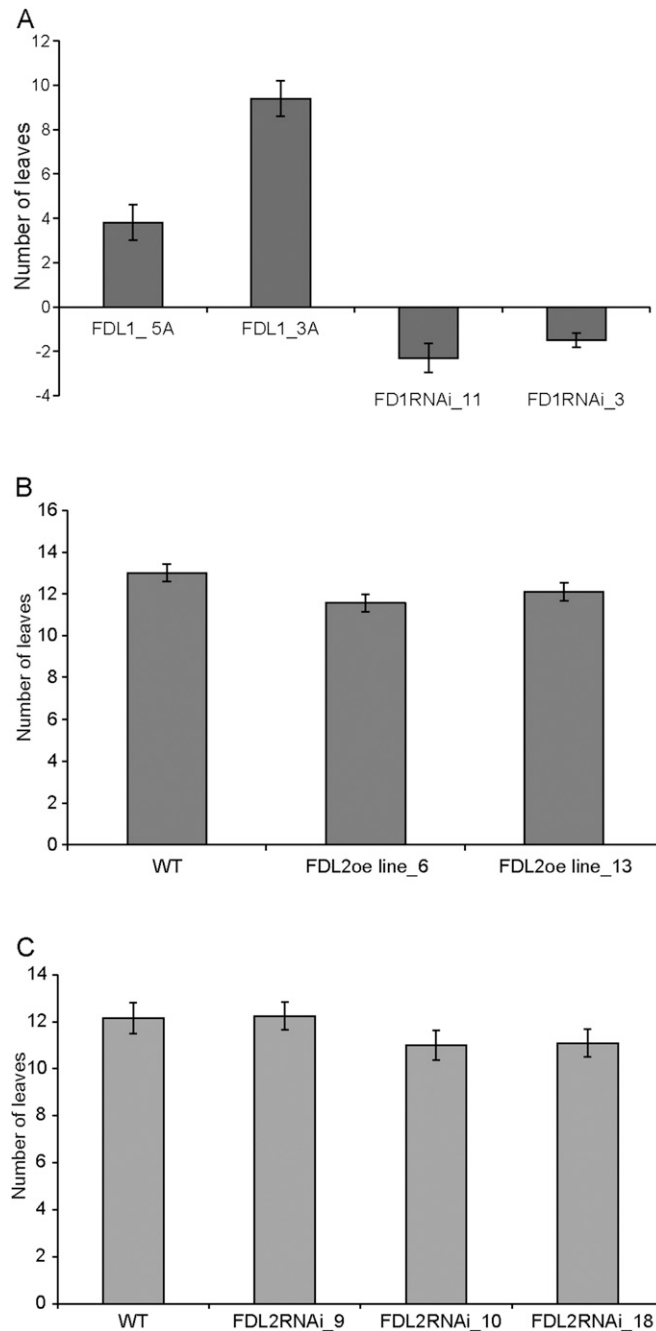 A
Number of leaves
12
10
8
6
4
2
0
-2
-4
FDL1_ 5A
FDL1_3A
FD1RNAi_11
FD1RNAi_3
B
Number of leaves
16
14
12
10
8
6
4
2
0
WT
FDL2oe line_6
FDL2oe line_13
C
Number of leaves
14
12
10
8
6
4
2
0
WT
FDL2RNAi_9
FDL2RNAi_10
FDL2RNAi_18